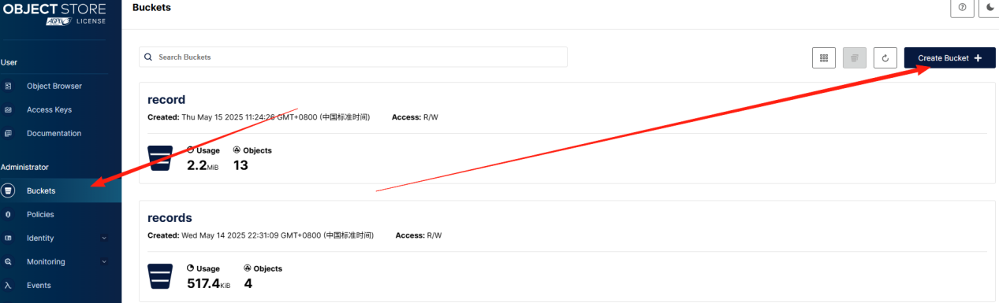 OBJECT STORE
AGPLv3 LICENSE
User
Object Browser
Access Keys
Documentation
Administrator
Buckets
Policies
Identity
Monitoring
Events
Buckets
Search Buckets
Create Bucket +
record
Created: Thu May 15 2025 11:24:26 GMT+0800 (中国标准时间) Access: R/W
Usage Objects
2.2MiB 13
records
Created: Wed May 14 2025 22:31:09 GMT+0800 (中国标准时间) Access: R/W
Usage Objects
517.4KiB 4